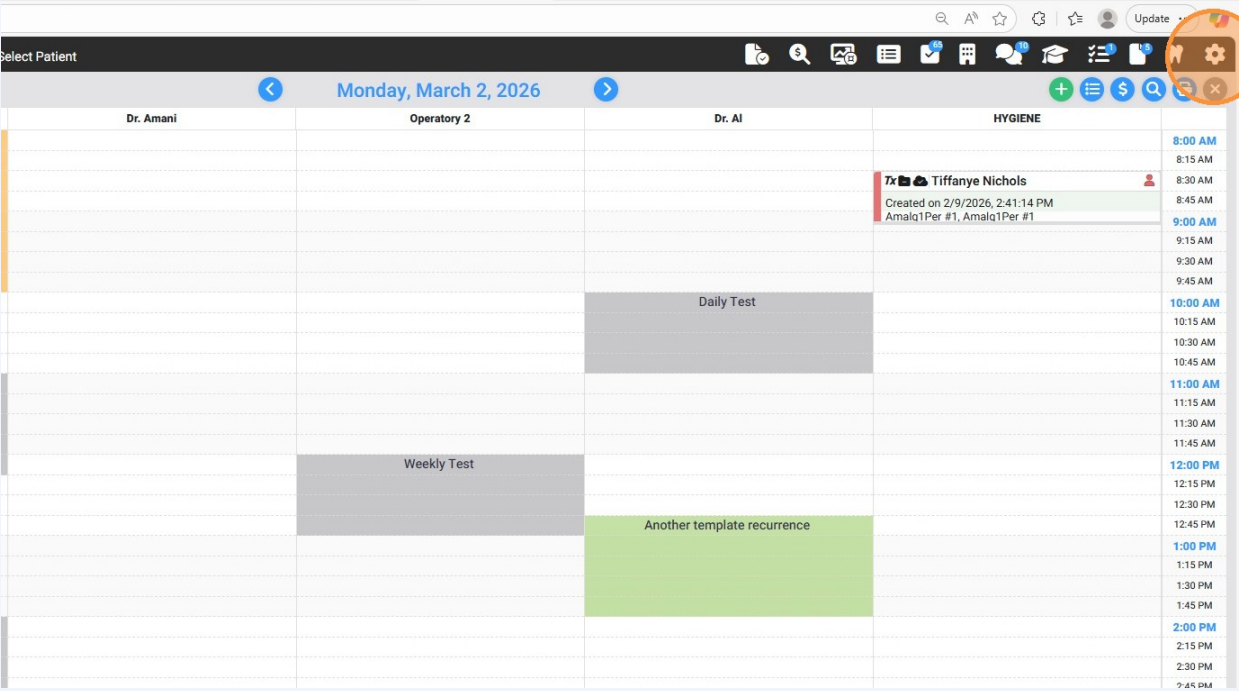 Update
Select Patient
65
10
1
5
Monday, March 2, 2026
Dr. Amani
Operatory 2
Dr. Al
HYGIENE
8:00 AM
8:15 AM
Tx Tiffanye Nichols
8:30 AM
Created on 2/9/2026, 2:41:14 PM
8:45 AM
Amalg1Per #1, Amalg1Per #1
9:00 AM
9:15 AM
9:30 AM
9:45 AM
Daily Test
10:00 AM
10:15 AM
10:30 AM
10:45 AM
11:00 AM
11:15 AM
11:30 AM
11:45 AM
Weekly Test
12:00 PM
12:15 PM
12:30 PM
Another template recurrence
12:45 PM
1:00 PM
1:15 PM
1:30 PM
1:45 PM
2:00 PM
2:15 PM
2:30 PM
2:45 PM